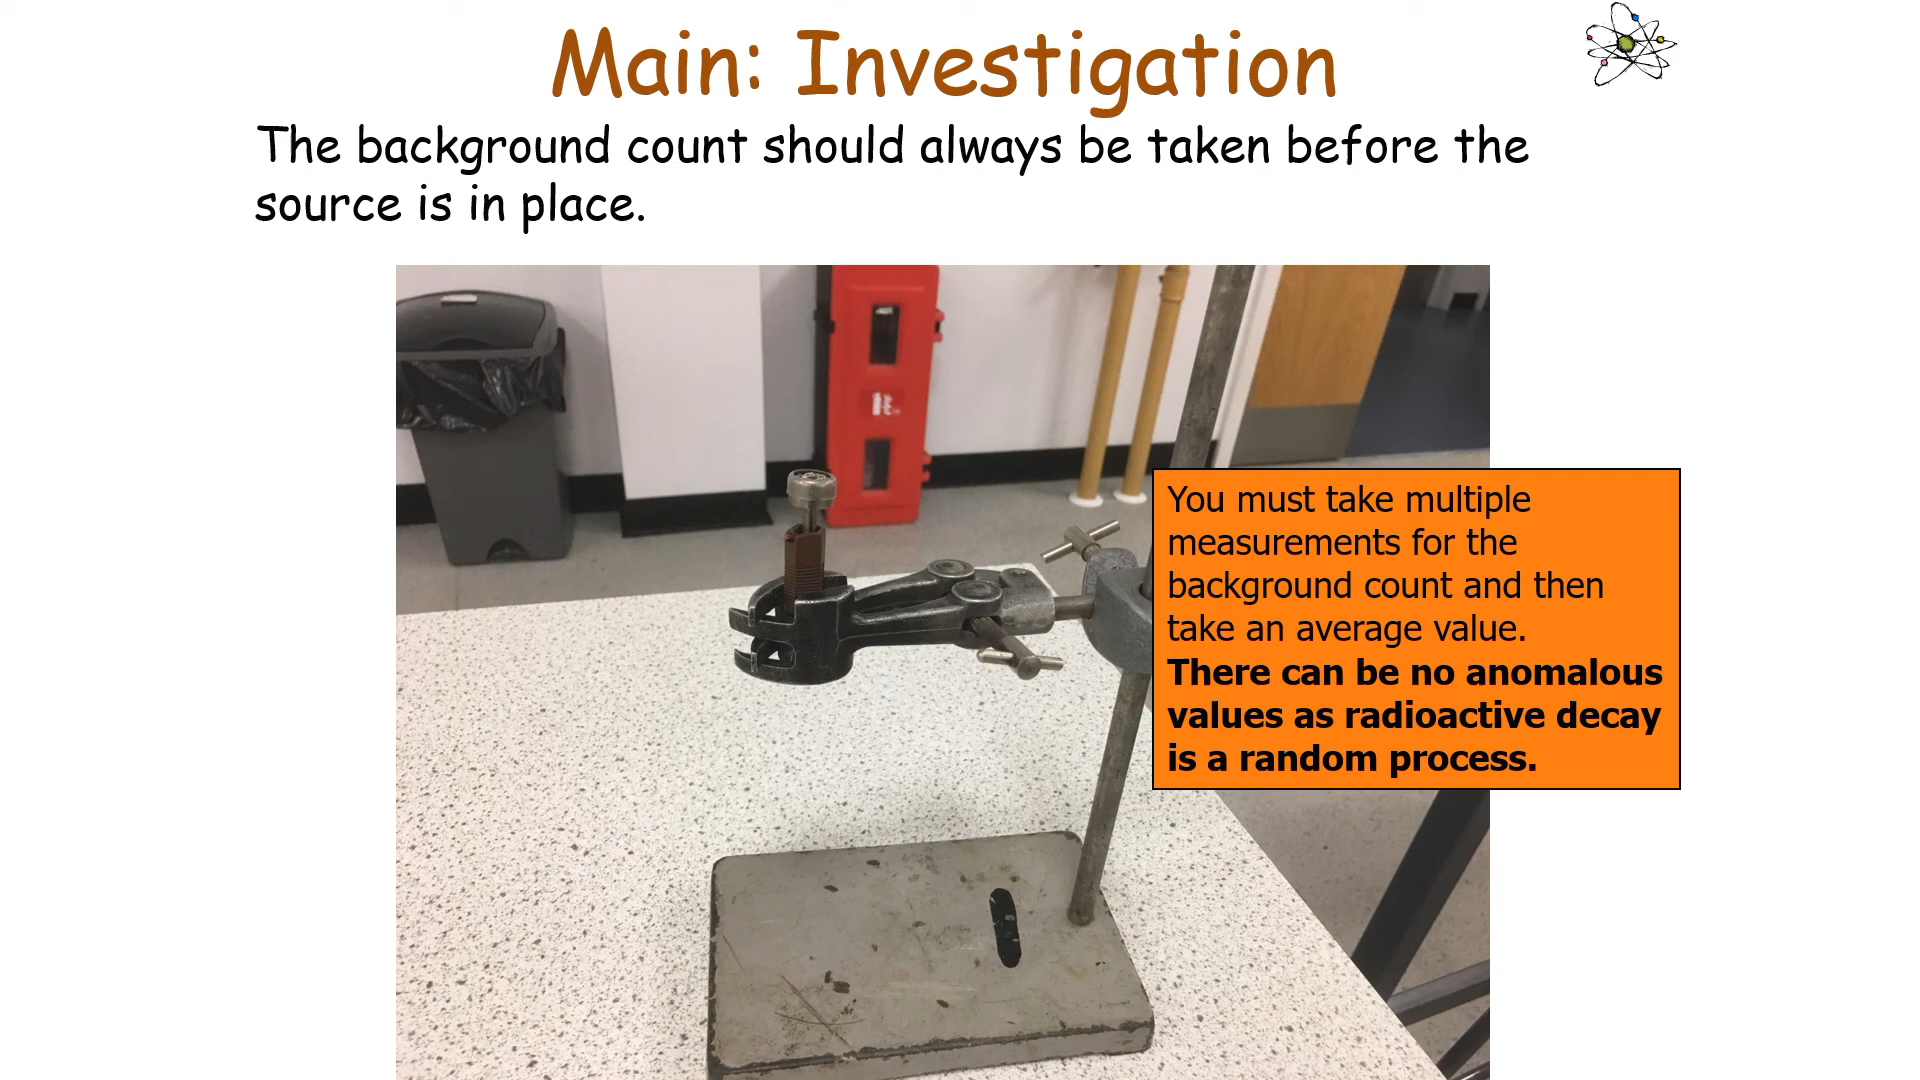 Main: Investigation
The background count should always be taken before the
source is in place.
You must take multiple
measurements for the
background count and then
take an average value.
There can be no anomalous
values as radioactive decay
is a random process.